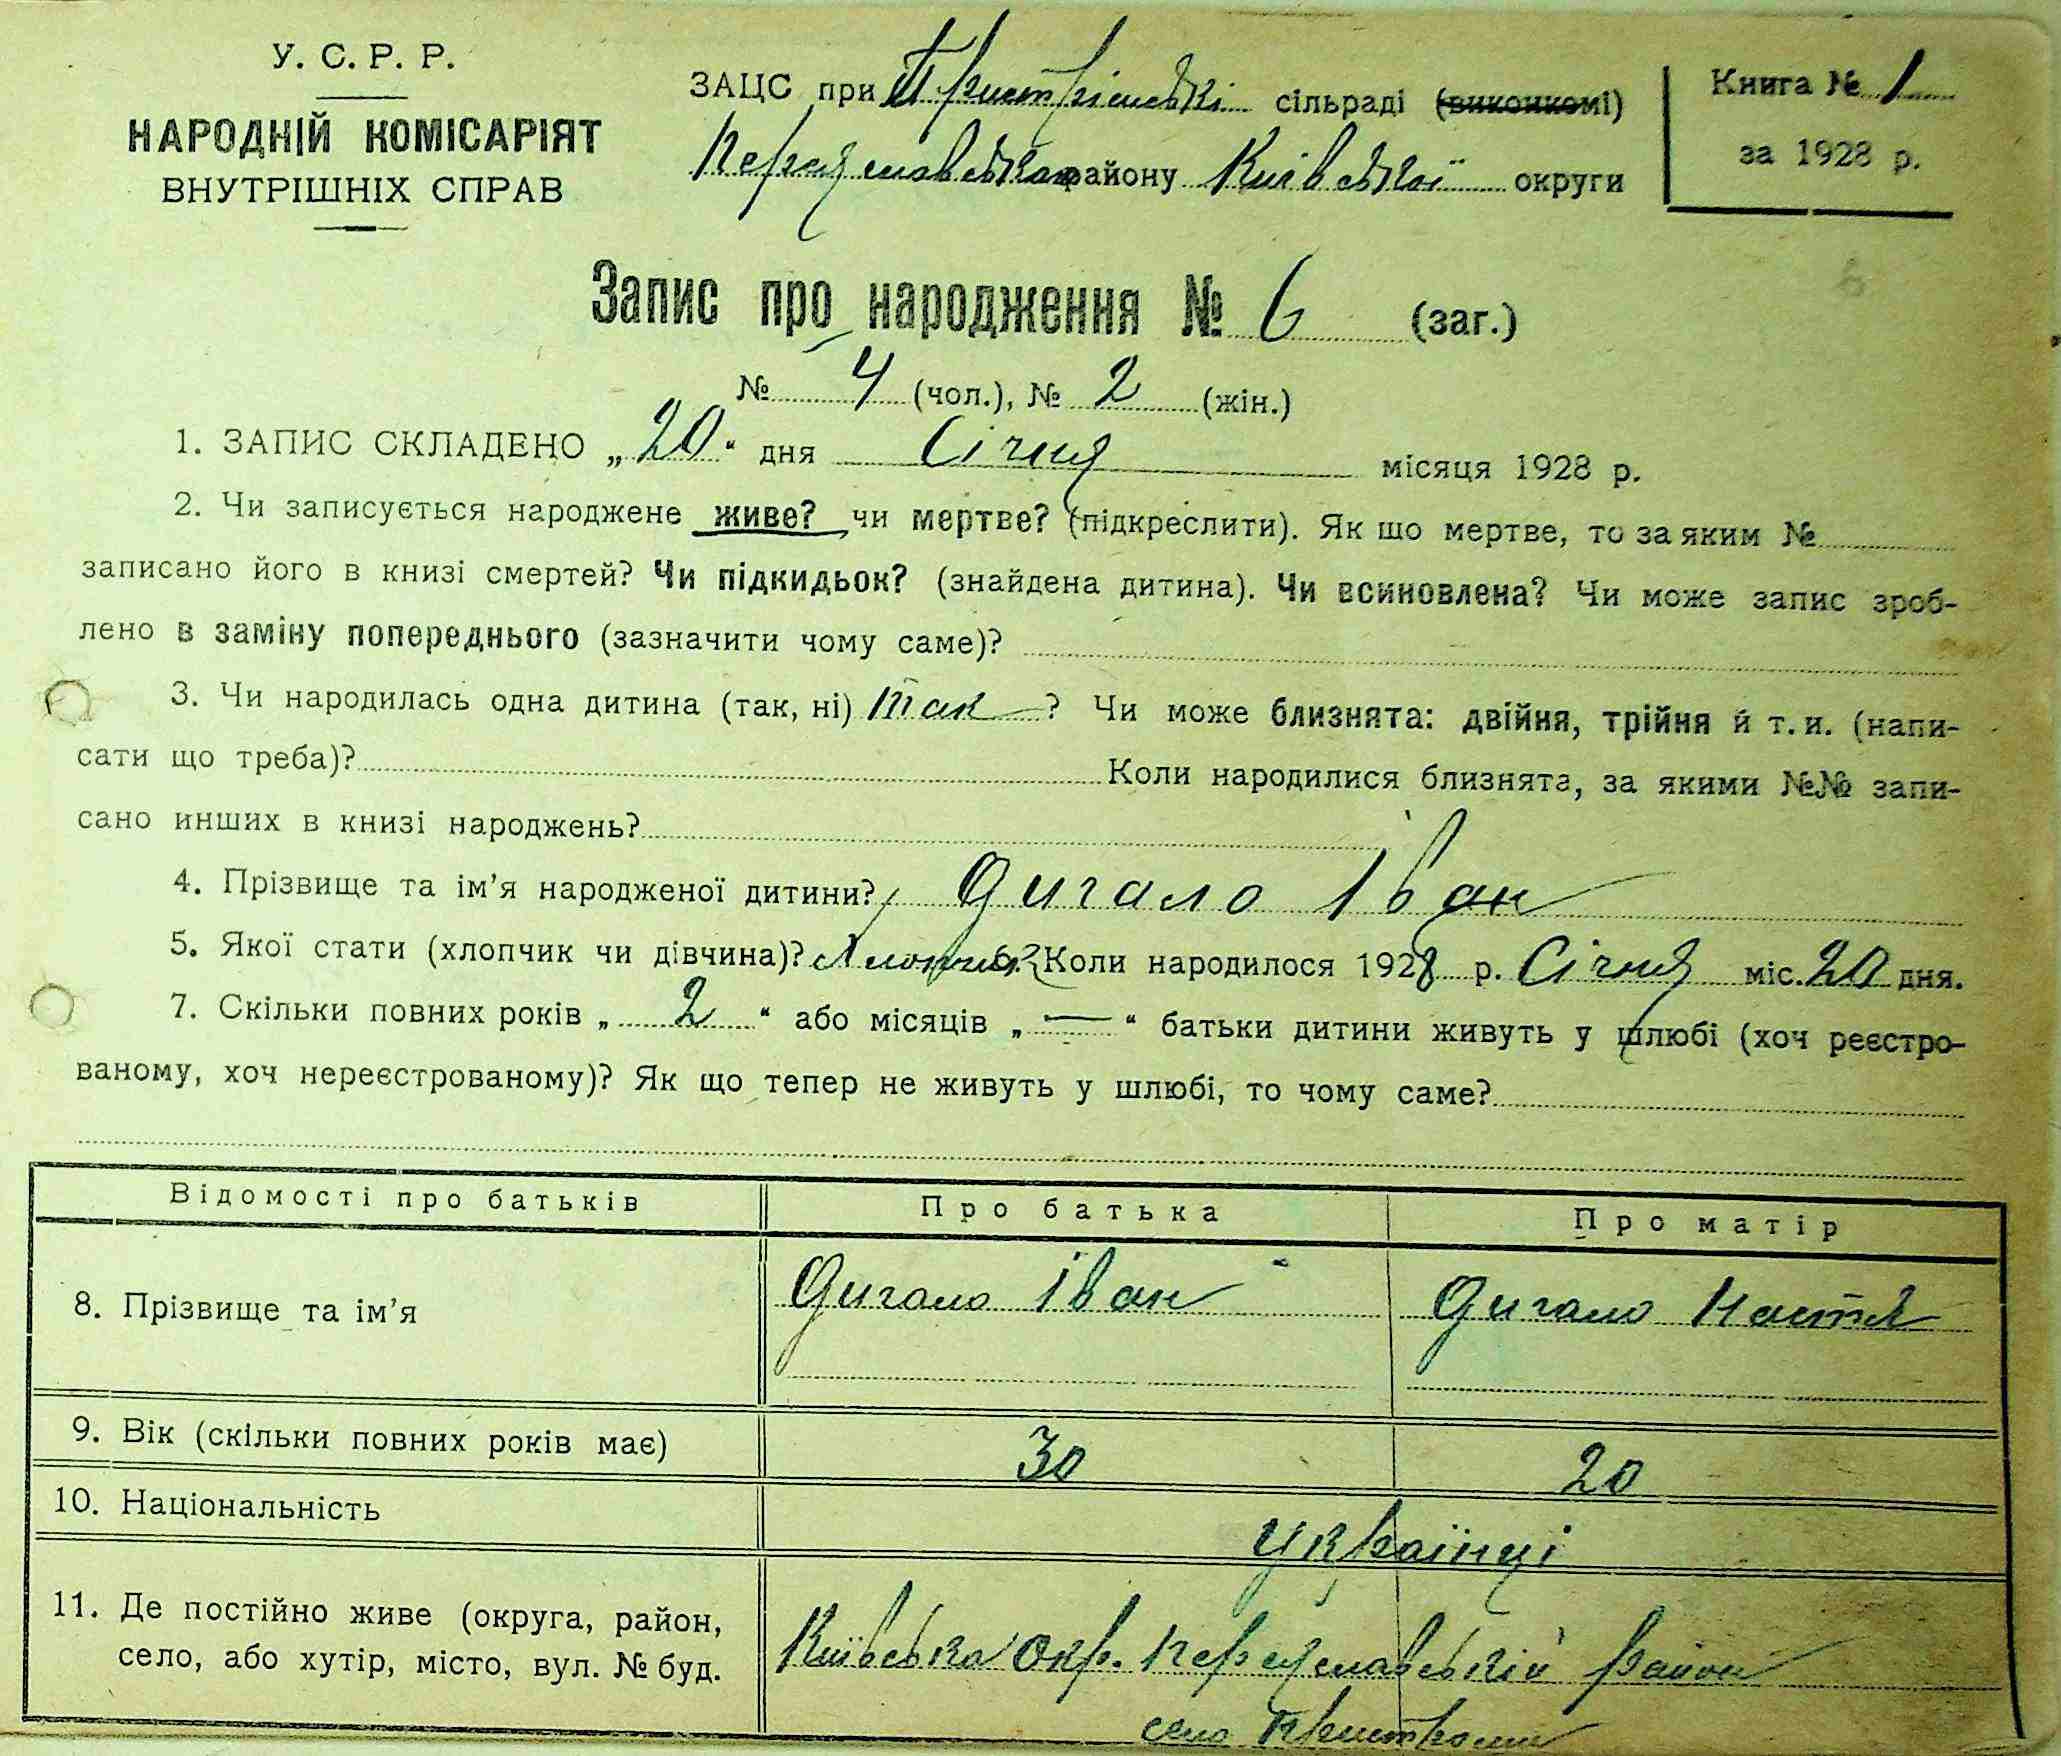 У. С. Р. Р.
НАРОДНІЙ КОМІСАРІЯТ
ВНУТРІШНІХ СПРАВ
ЗАЦС при Пристрімській сільраді (виконкомі)
Переяславського району Київської округи
Книга № 1
за 1928 р.
6
Запис про народження № 6 (заг.)
№ 4 (чол.), № 2 (жін.)
1. ЗАПИС СКЛАДЕНО „20" дня Січня місяця 1928 р.
2. Чи записується народжене живе? чи мертве? (підкреслити). Як що мертве, то за яким №
записано його в книзі смертей? Чи підкидьок? (знайдена дитина). Чи всиновлена? Чи може запис зроб-
лено в заміну попереднього (зазначити чому саме)?
3. Чи народилась одна дитина (так, ні) так? Чи може близнята: двійня, трійня й т. и. (напи-
сати що треба)? Коли народилися близнята, за якими №№ запи-
сано инших в книзі народжень?
4. Прізвище та ім'я народженої дитини? Дигало Іван
5. Якої стати (хлопчик чи дівчина)? Хлопчик 6. Коли народилося 1928 р. Січня міс. 20 дня.
7. Скільки повних років „ 2 " або місяців „ — " батьки дитини живуть у шлюбі (хоч реєстро-
ваному, хоч нереєстрованому)? Як що тепер не живуть у шлюбі, то чому саме?
Відомості про батьків Про батька Про матір
8. Прізвище та ім'я Дигало Іван Дигало Настя
9. Вік (скільки повних років має) 30 20
10. Національність Українці
11. Де постійно живе (округа, район, село, або хутір, місто, вул. № буд. Київська Окр. Переяславській район
село Пристроми